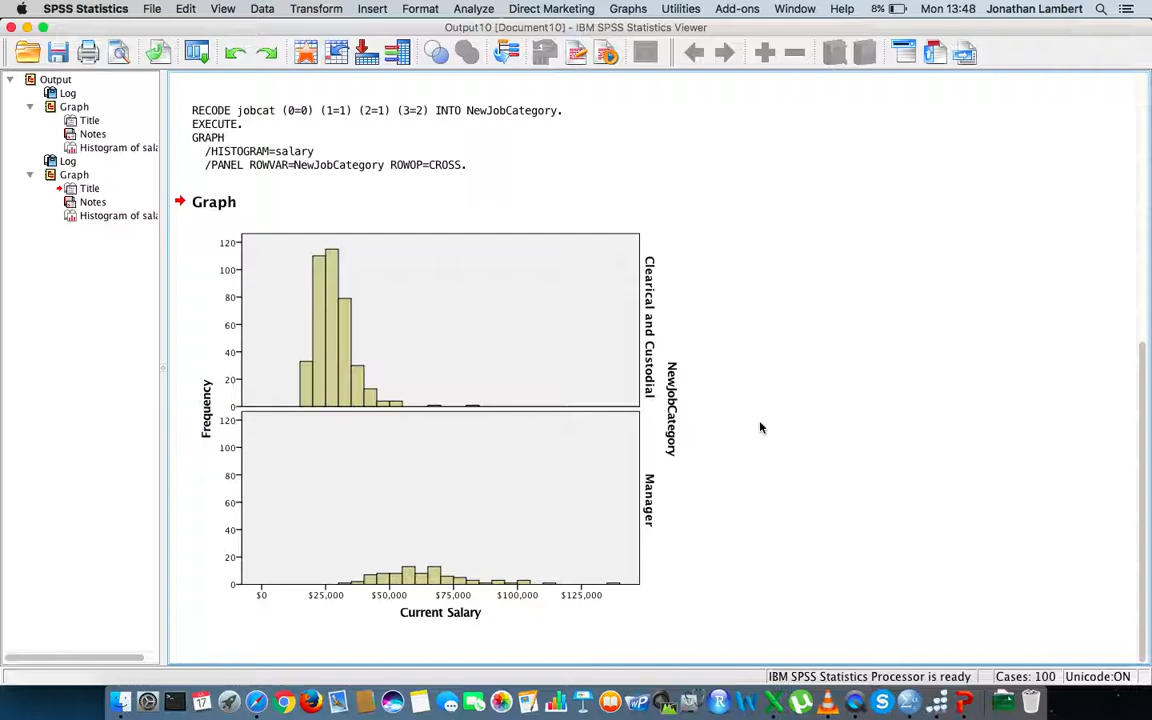 SPSS Statistics File Edit View Data Transform Insert Format Analyze Direct Marketing Graphs Utilities Add-ons Window Help 8% Mon 13:48 Jonathan Lambert
Output10 [Document10] - IBM SPSS Statistics Viewer
Output
Log
Graph
Title
Notes
Histogram of sala
Log
Graph
Title
Notes
Histogram of sala
RECODE jobcat (0=0) (1=1) (2=1) (3=2) INTO NewJobCategory.
EXECUTE.
GRAPH
/HISTOGRAM=salary
/PANEL ROWVAR=NewJobCategory ROWOP=CROSS.
Graph
120
100
80
60
40
20
0
Clearical and Custodial
120
100
80
60
40
20
0
Manager
Frequency
NewJobCategory
$0 $25,000 $50,000 $75,000 $100,000 $125,000
Current Salary
IBM SPSS Statistics Processor is ready Cases: 100 Unicode:ON